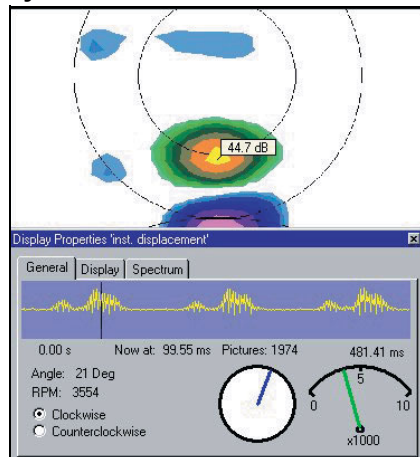 44.7 dB
Display Properties 'inst. displacement'
General Display Spectrum
0.00 s Now at: 99.55 ms Pictures: 1974 481.41 ms
Angle: 21 Deg
RPM: 3554
Clockwise
Counterclockwise
0 5 10
x1000